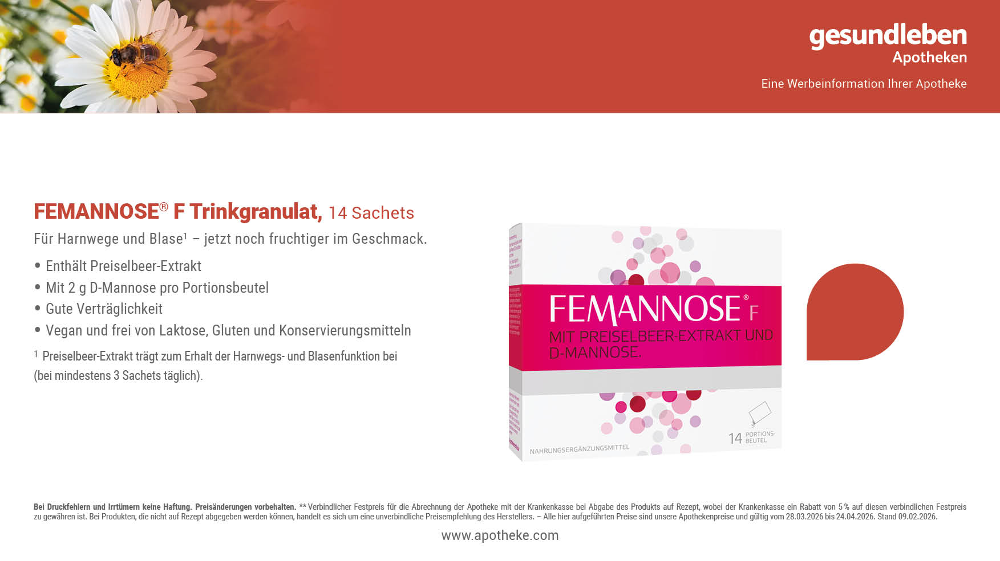 gesundleben
Apotheken
Eine Werbeinformation Ihrer Apotheke
FEMANNOSE® F Trinkgranulat, 14 Sachets
Für Harnwege und Blase¹ – jetzt noch fruchtiger im Geschmack.
• Enthält Preiselbeer-Extrakt
• Mit 2 g D-Mannose pro Portionsbeutel
• Gute Verträglichkeit
• Vegan und frei von Laktose, Gluten und Konservierungsmitteln
¹ Preiselbeer-Extrakt trägt zum Erhalt der Harnwegs- und Blasenfunktion bei
(bei mindestens 3 Sachets täglich).
FEMANNOSE® F
MIT PREISELBEER-EXTRAKT UND
D-MANNOSE.
NAHRUNGSERGÄNZUNGSMITTEL
14 PORTIONS-
BEUTEL
Bei Druckfehlern und Irrtümern keine Haftung. Preisänderungen vorbehalten. ** Verbindlicher Festpreis für die Abrechnung der Apotheke mit der Krankenkasse bei Abgabe des Produkts auf Rezept, wobei der Krankenkasse ein Rabatt von 5 % auf diesen verbindlichen Festpreis
zu gewähren ist. Bei Produkten, die nicht auf Rezept abgegeben werden können, handelt es sich um eine unverbindliche Preisempfehlung des Herstellers. – Alle hier aufgeführten Preise sind unsere Apothekenpreise und gültig vom 28.03.2026 bis 24.04.2026. Stand 09.02.2026.
www.apotheke.com